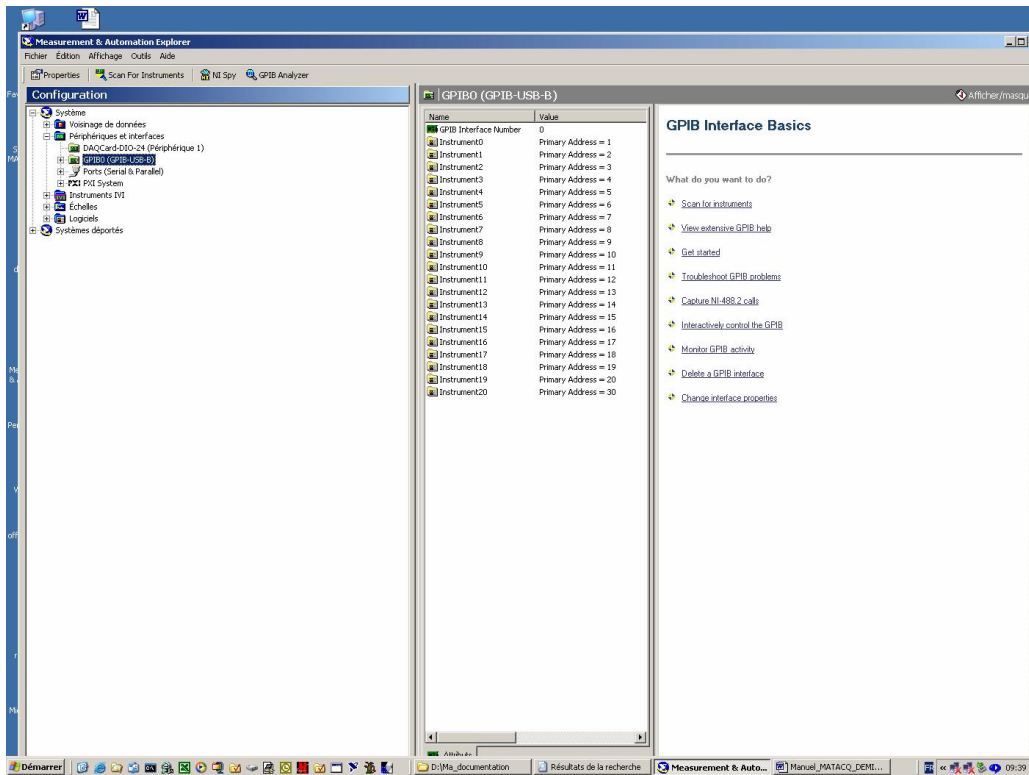 Measurement & Automation Explorer
Fichier Édition Affichage Outils Aide
Properties Scan For Instruments NI Spy GPIB Analyzer
Configuration
Système
Voisinage de données
Périphériques et interfaces
DAQCard-DIO-24 (Périphérique 1)
GPIB0 (GPIB-USB-B)
Ports (Serial & Parallel)
PXI PXI System
Instruments IVI
Échelles
Logiciels
Systèmes déportés
GPIB0 (GPIB-USB-B)
Afficher/masqu
Name Value
GPIB Interface Number 0
Instrument0 Primary Address = 1
Instrument1 Primary Address = 2
Instrument2 Primary Address = 3
Instrument3 Primary Address = 4
Instrument4 Primary Address = 5
Instrument5 Primary Address = 6
Instrument6 Primary Address = 7
Instrument7 Primary Address = 8
Instrument8 Primary Address = 9
Instrument9 Primary Address = 10
Instrument10 Primary Address = 11
Instrument11 Primary Address = 12
Instrument12 Primary Address = 13
Instrument13 Primary Address = 14
Instrument14 Primary Address = 15
Instrument15 Primary Address = 16
Instrument16 Primary Address = 17
Instrument17 Primary Address = 18
Instrument18 Primary Address = 19
Instrument19 Primary Address = 20
Instrument20 Primary Address = 30
GPIB Interface Basics
What do you want to do?
Scan for instruments
View extensive GPIB help
Get started
Troubleshoot GPIB problems
Capture NI-488.2 calls
Interactively control the GPIB
Monitor GPIB activity
Delete a GPIB interface
Change interface properties
Démarrer
D:\Ma_documentation
Résultats de la recherche
Measurement & Auto...
Manuel_MATACQ_DEMI...
FR
09:39